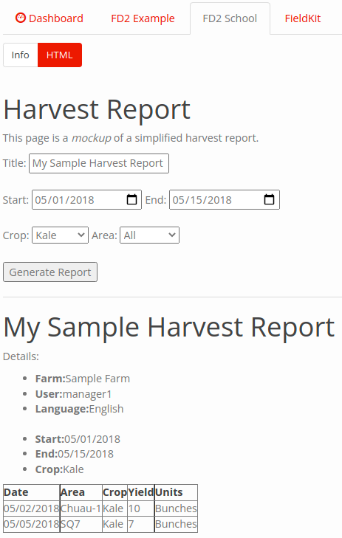 Dashboard FD2 Example FD2 School FieldKit
Info HTML
Harvest Report
This page is a mockup of a simplified harvest report.
Title: My Sample Harvest Report
Start: 05/01/2018 End: 05/15/2018
Crop: Kale Area: All
Generate Report
My Sample Harvest Report
Details:
Farm:Sample Farm
User:manager1
Language:English
Start:05/01/2018
End:05/15/2018
Crop:Kale
Date Area Crop Yield Units
05/02/2018 Chuau-1 Kale 10 Bunches
05/05/2018 SQ7 Kale 7 Bunches